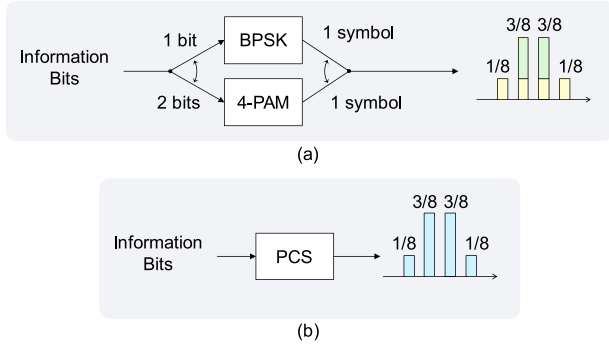 Information
Bits
1 bit
BPSK
1 symbol
2 bits
4-PAM
1 symbol
3/8 3/8
1/8
1/8
(a)
Information
Bits
PCS
3/8 3/8
1/8
1/8
(b)